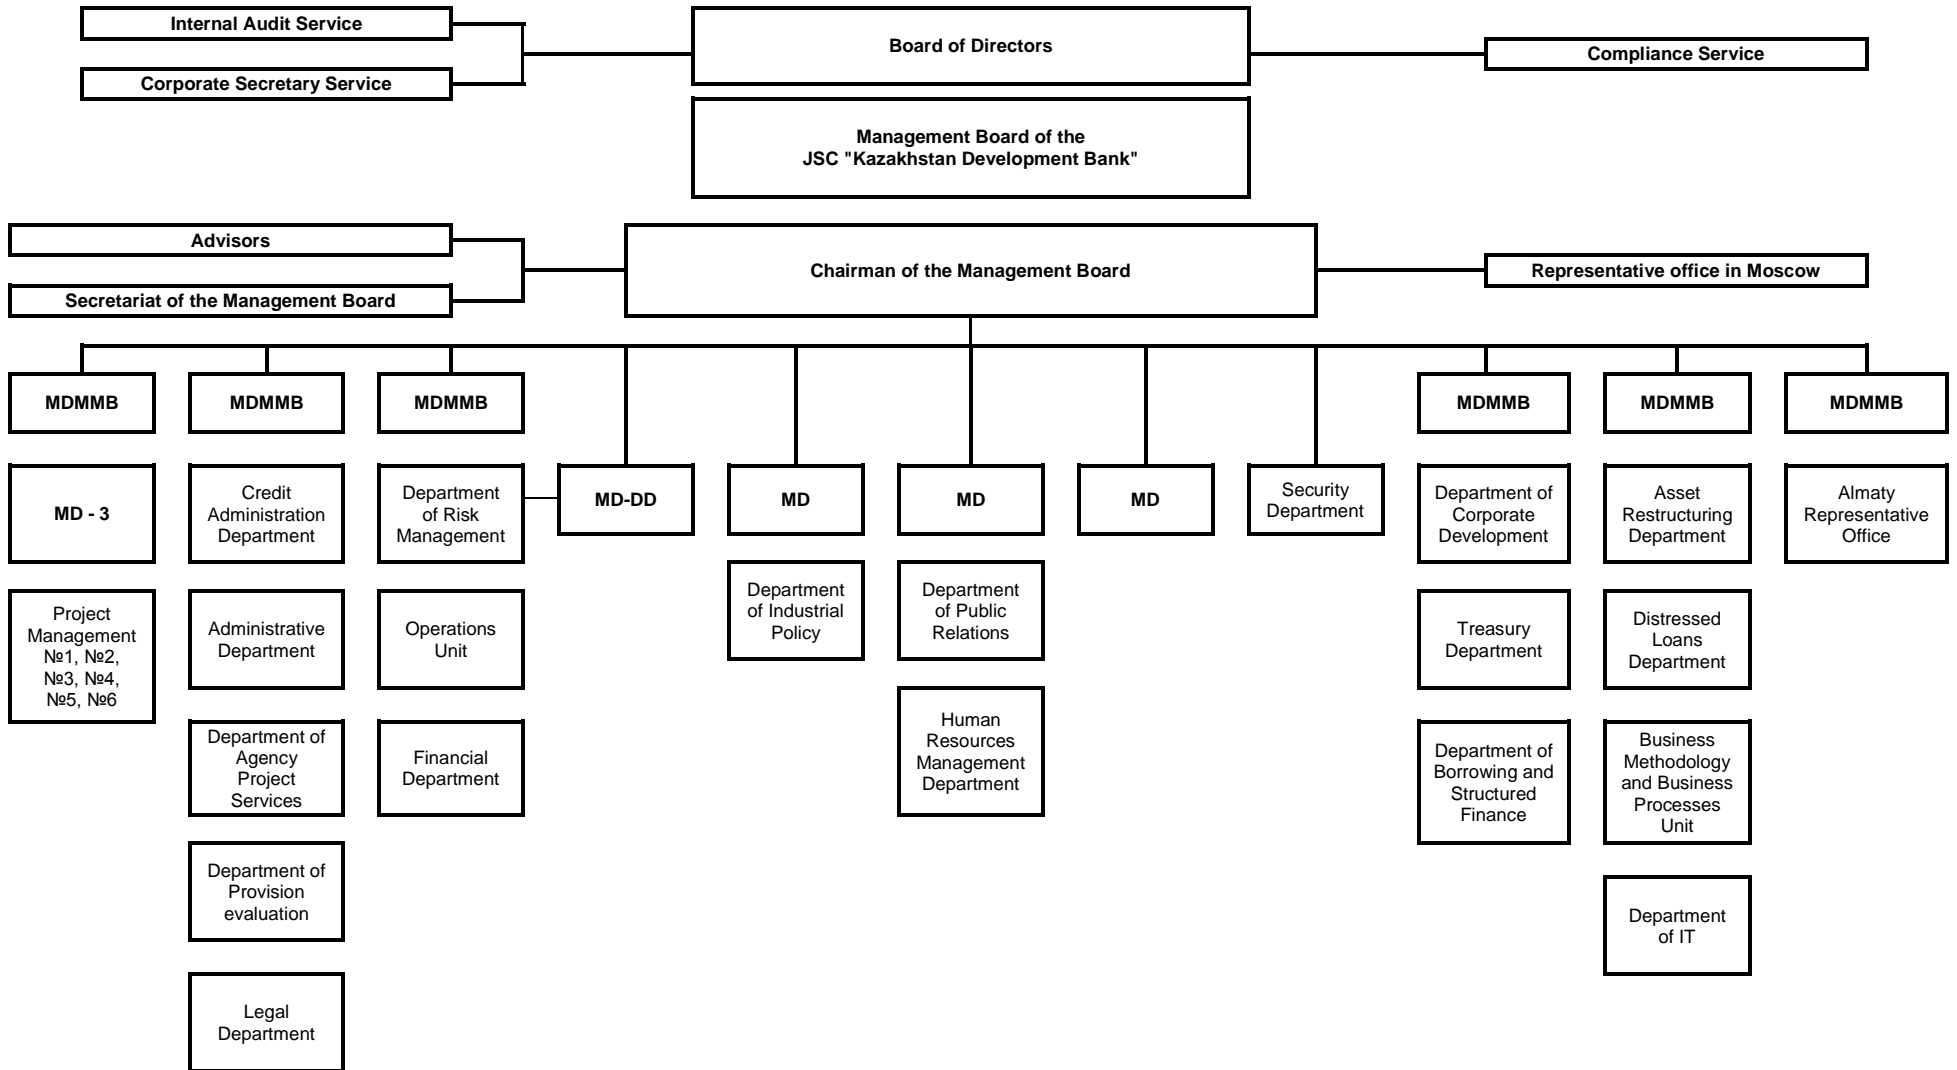 Internal Audit Service
Board of Directors
Compliance Service
Corporate Secretary Service
Management Board of the
JSC "Kazakhstan Development Bank"
Advisors
Chairman of the Management Board
Representative office in Moscow
Secretariat of the Management Board
MDMMB
MDMMB
MDMMB
MDMMB
MDMMB
MDMMB
MD - 3
Credit
Administration
Department
Department
of Risk
Management
MD-DD
MD
MD
MD
Security
Department
Department of
Corporate
Development
Asset
Restructuring
Department
Almaty
Representative
Office
Project
Management
№1, №2,
№3, №4,
№5, №6
Administrative
Department
Operations
Unit
Department
of Industrial
Policy
Department
of Public
Relations
Treasury
Department
Distressed
Loans
Department
Department of
Agency
Project
Services
Financial
Department
Human
Resources
Management
Department
Department of
Borrowing and
Structured
Finance
Business
Methodology
and Business
Processes
Unit
Department of
Provision
evaluation
Department
of IT
Legal
Department